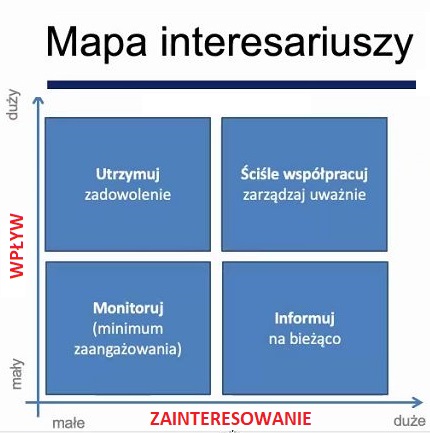 Mapa interesariuszy
duży
WPŁYW
mały
Utrzymuj
zadowolenie
Ściśle współpracuj
zarządzaj uważnie
Monitoruj
(minimum
zaangażowania)
Informuj
na bieżąco
małe
ZAINTERESOWANIE
duże